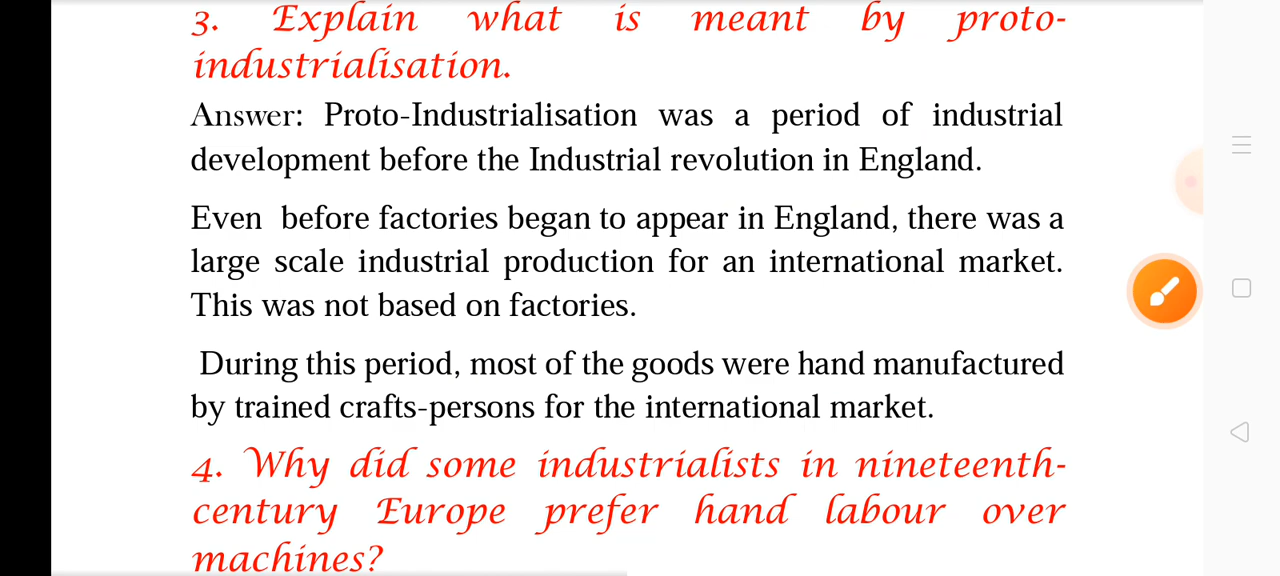 3. Explain what is meant by proto-
industrialisation.
Answer: Proto-Industrialisation was a period of industrial
development before the Industrial revolution in England.
Even before factories began to appear in England, there was a
large scale industrial production for an international market.
This was not based on factories.
During this period, most of the goods were hand manufactured
by trained crafts-persons for the international market.
4. Why did some industrialists in nineteenth-
century Europe prefer hand labour over
machines?